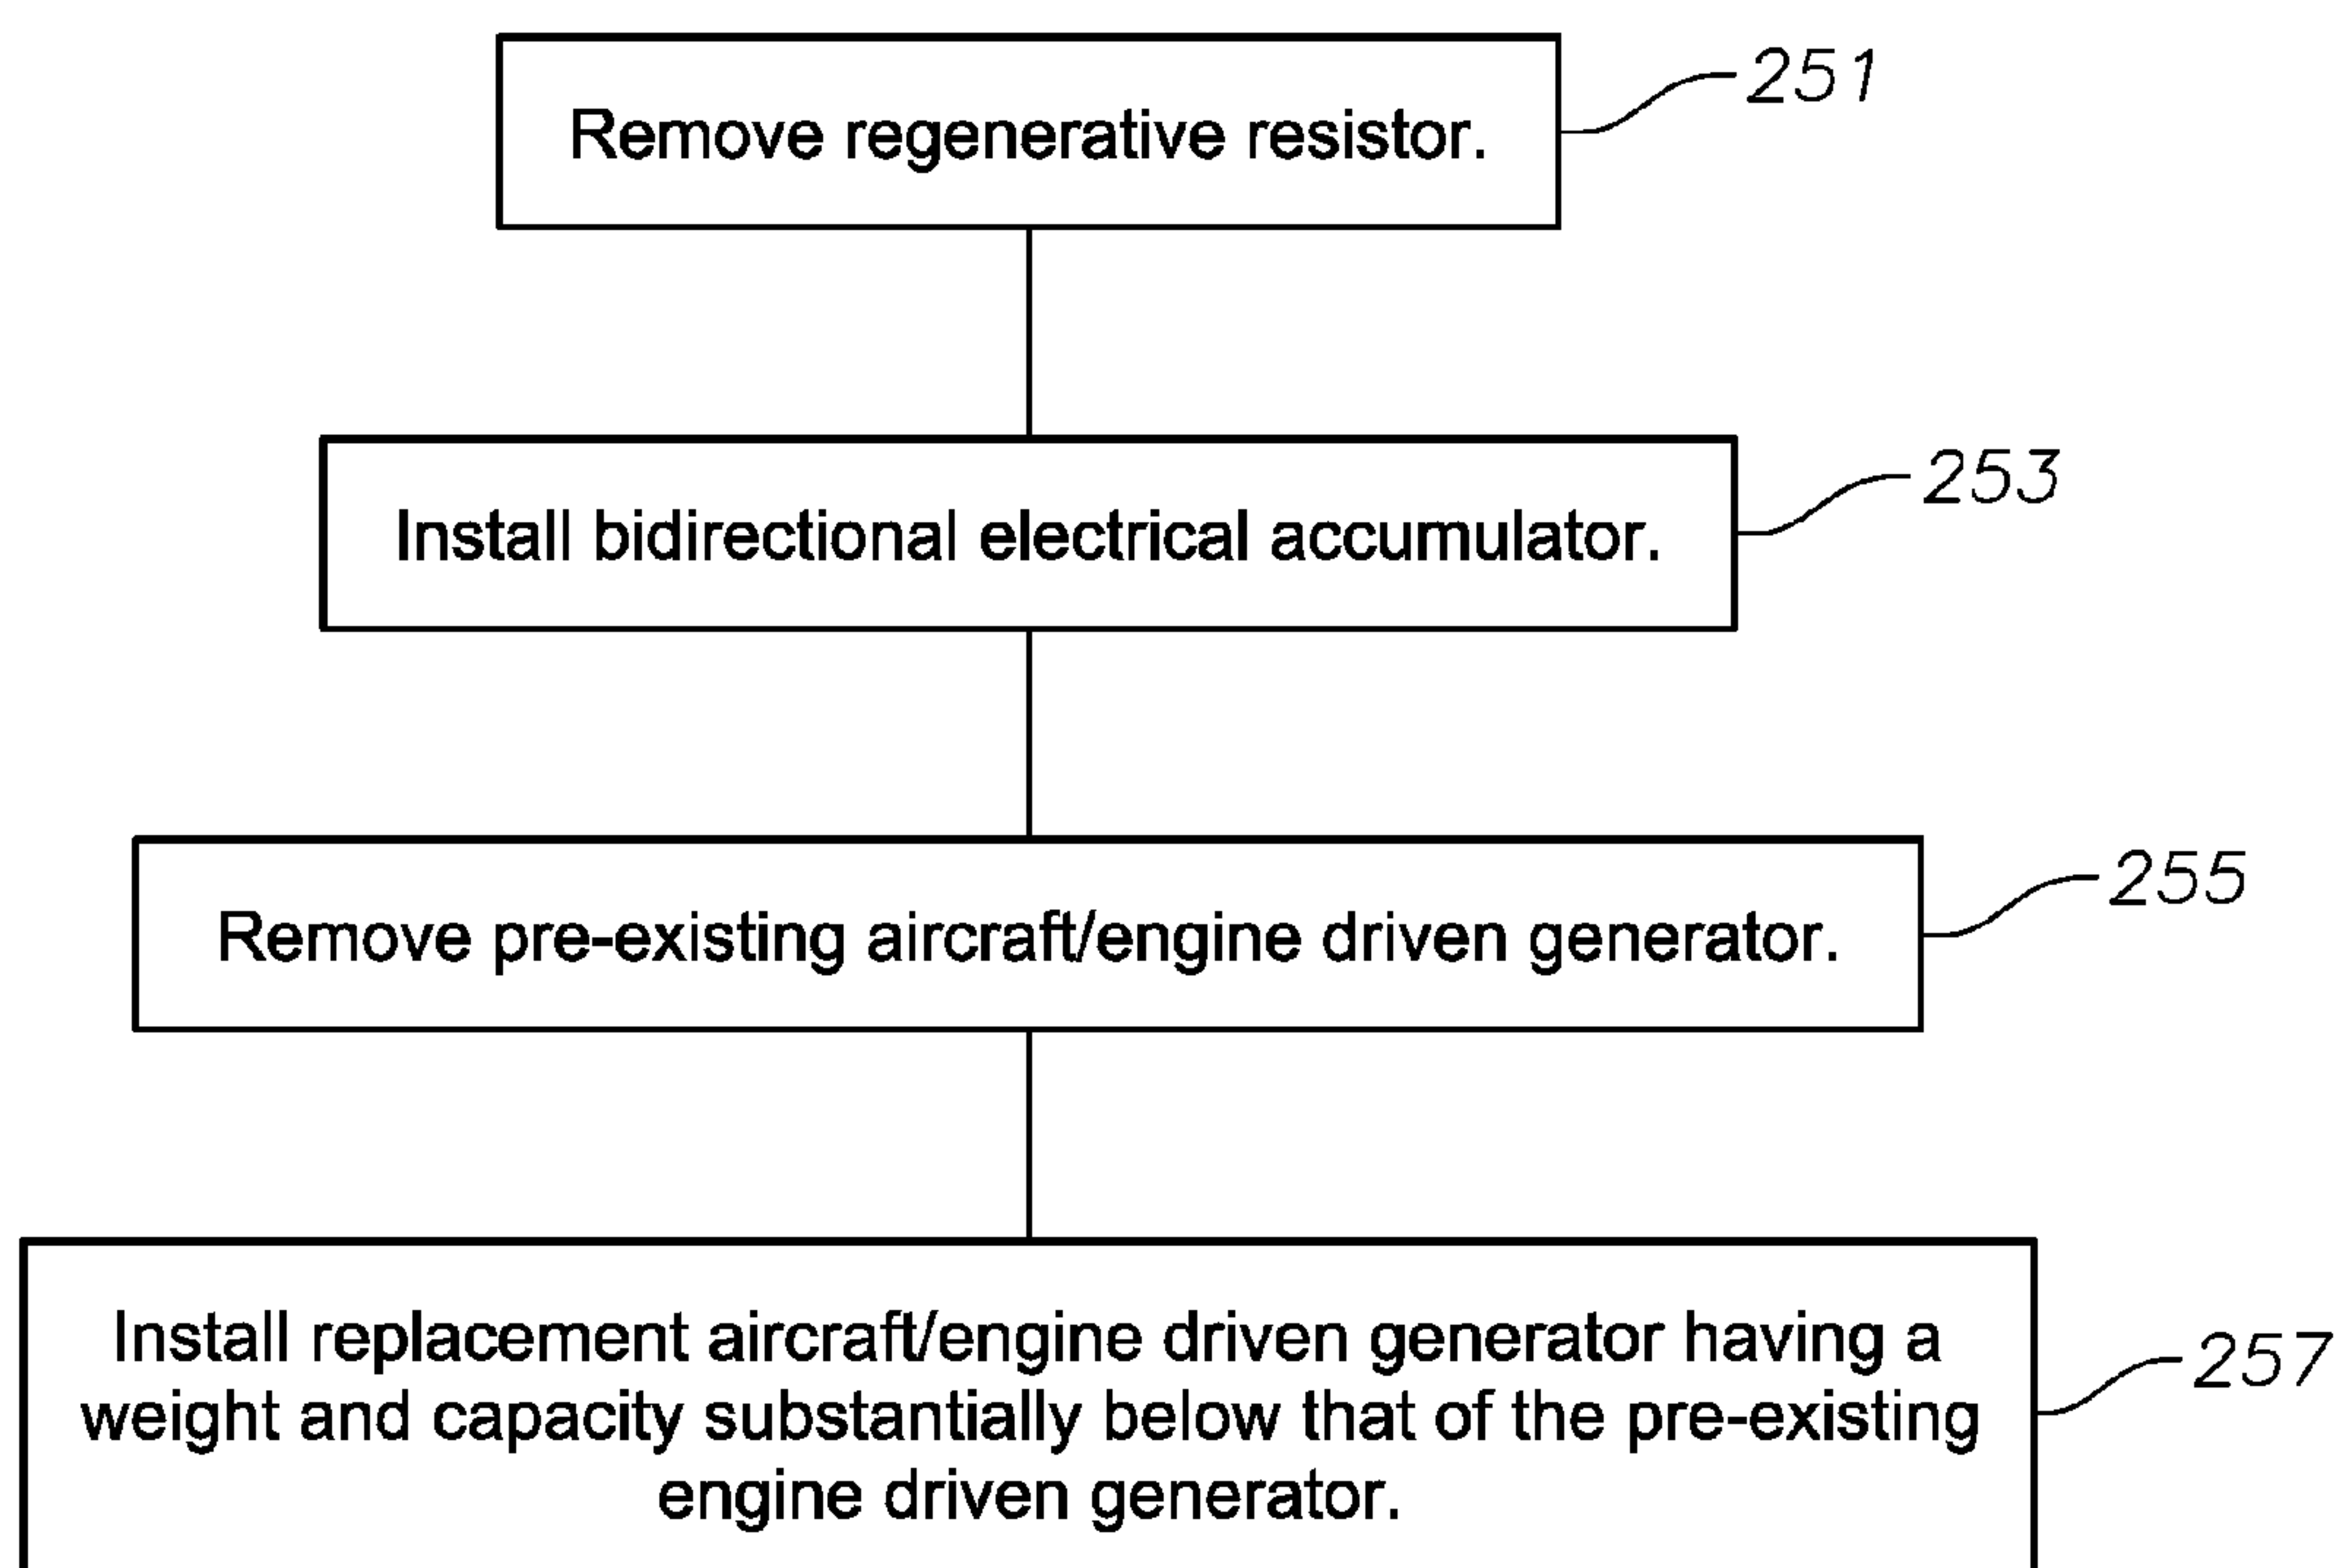 Remove regenerative resistor.
251
Install bidirectional electrical accumulator.
253
Remove pre-existing aircraft/engine driven generator.
255
Install replacement aircraft/engine driven generator having a
weight and capacity substantially below that of the pre-existing
engine driven generator.
257